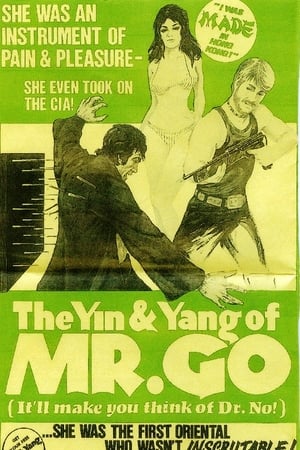 SHE WAS AN
INSTRUMENT OF
PAIN & PLEASURE-
SHE EVEN TOOK ON
THE CIA!
"I WAS
MADE
IN
HONG
KONG!"
The Yin & Yang of
MR. GO
(It'll make you think of Dr. No!)
...SHE WAS THE FIRST ORIENTAL
WHO WASN'T INSCRUTABLE!